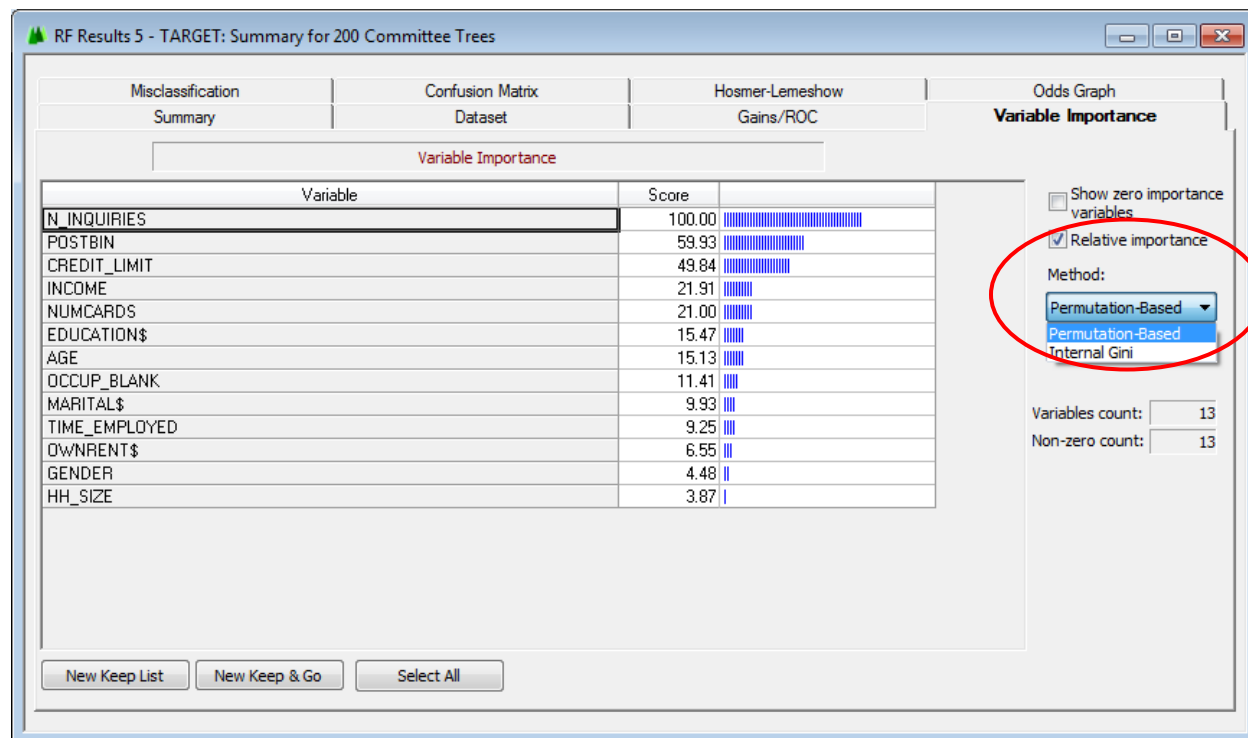 RF Results 5 - TARGET: Summary for 200 Committee Trees
Misclassification Confusion Matrix Hosmer-Lemeshow Odds Graph
Summary Dataset Gains/ROC Variable Importance
Variable Importance
Variable Score
N_INQUIRIES 100.00
POSTBIN 59.93
CREDIT_LIMIT 49.84
INCOME 21.91
NUMCARDS 21.00
EDUCATION$ 15.47
AGE 15.13
OCCUP_BLANK 11.41
MARITAL$ 9.93
TIME_EMPLOYED 9.25
OWNRENT$ 6.55
GENDER 4.48
HH_SIZE 3.87
Show zero importance
variables
Relative importance
Method:
Permutation-Based
Permutation-Based
Internal Gini
Variables count: 13
Non-zero count: 13
New Keep List New Keep & Go Select All